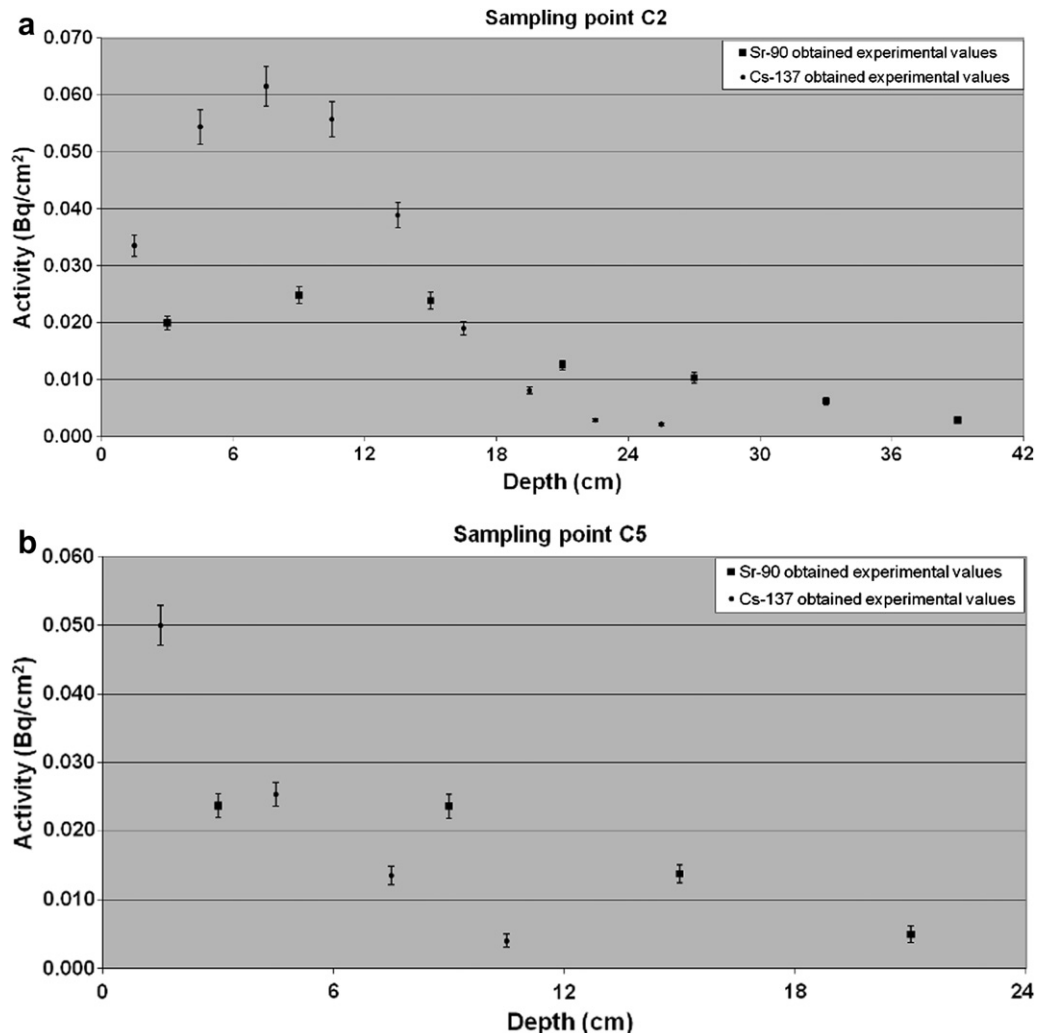 a
Sampling point C2
Sr-90 obtained experimental values
Cs-137 obtained experimental values
Activity (Bq/cm²)
0.070
0.060
0.050
0.040
0.030
0.020
0.010
0.000
0 6 12 18 24 30 36 42
Depth (cm)
b
Sampling point C5
Sr-90 obtained experimental values
Cs-137 obtained experimental values
Activity (Bq/cm²)
0.060
0.050
0.040
0.030
0.020
0.010
0.000
0 6 12 18 24
Depth (cm)